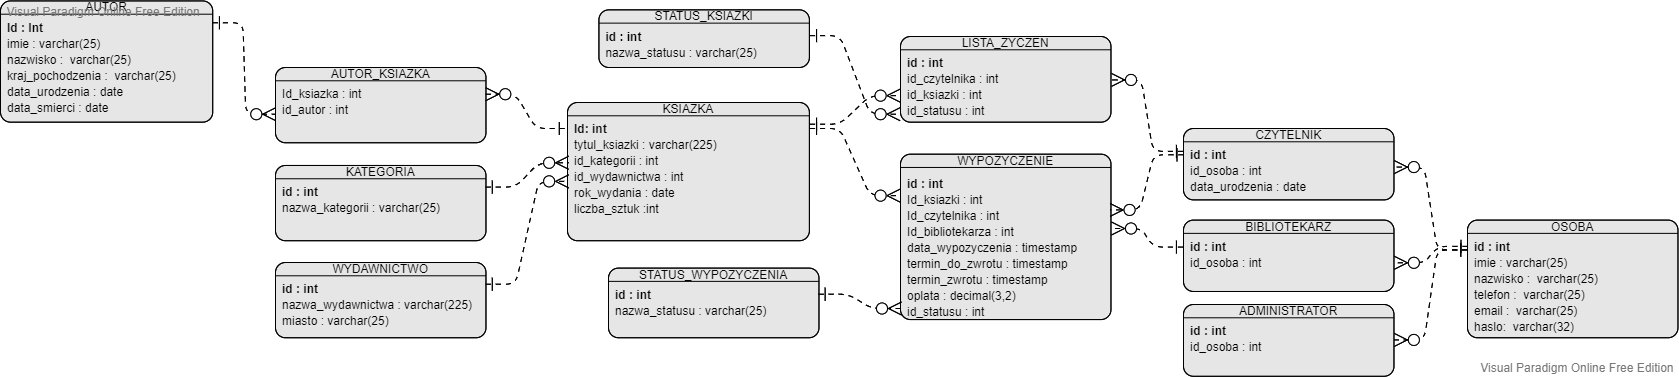 AUTOR
Visual Paradigm Online Free Edition
Id : Int
imie : varchar(25)
nazwisko :  varchar(25)
kraj_pochodzenia :  varchar(25)
data_urodzenia : date
data_smierci : date
AUTOR_KSIAZKA
Id_ksiazka : int
id_autor : int
KATEGORIA
id : int
nazwa_kategorii : varchar(25)
WYDAWNICTWO
id : int
nazwa_wydawnictwa : varchar(225)
miasto : varchar(25)
STATUS_KSIAZKI
id : int
nazwa_statusu : varchar(25)
KSIAZKA
Id: int
tytul_ksiazki : varchar(225)
id_kategorii : int
id_wydawnictwa : int
rok_wydania : date
liczba_sztuk :int
STATUS_WYPOZYCZENIA
id : int
nazwa_statusu : varchar(25)
LISTA_ZYCZEN
id : int
id_czytelnika : int
id_ksiazki : int
id_statusu : int
WYPOZYCZENIE
id : int
Id_ksiazki : int
Id_czytelnika : int
Id_bibliotekarza : int
data_wypozyczenia : timestamp
termin_do_zwrotu : timestamp
termin_zwrotu : timestamp
oplata : decimal(3,2)
id_statusu : int
CZYTELNIK
id : int
id_osoba : int
data_urodzenia : date
BIBLIOTEKARZ
id : int
id_osoba : int
ADMINISTRATOR
id : int
id_osoba : int
OSOBA
id : int
imie : varchar(25)
nazwisko :  varchar(25)
telefon :  varchar(25)
email :  varchar(25)
haslo:  varchar(32)
Visual Paradigm Online Free Edition